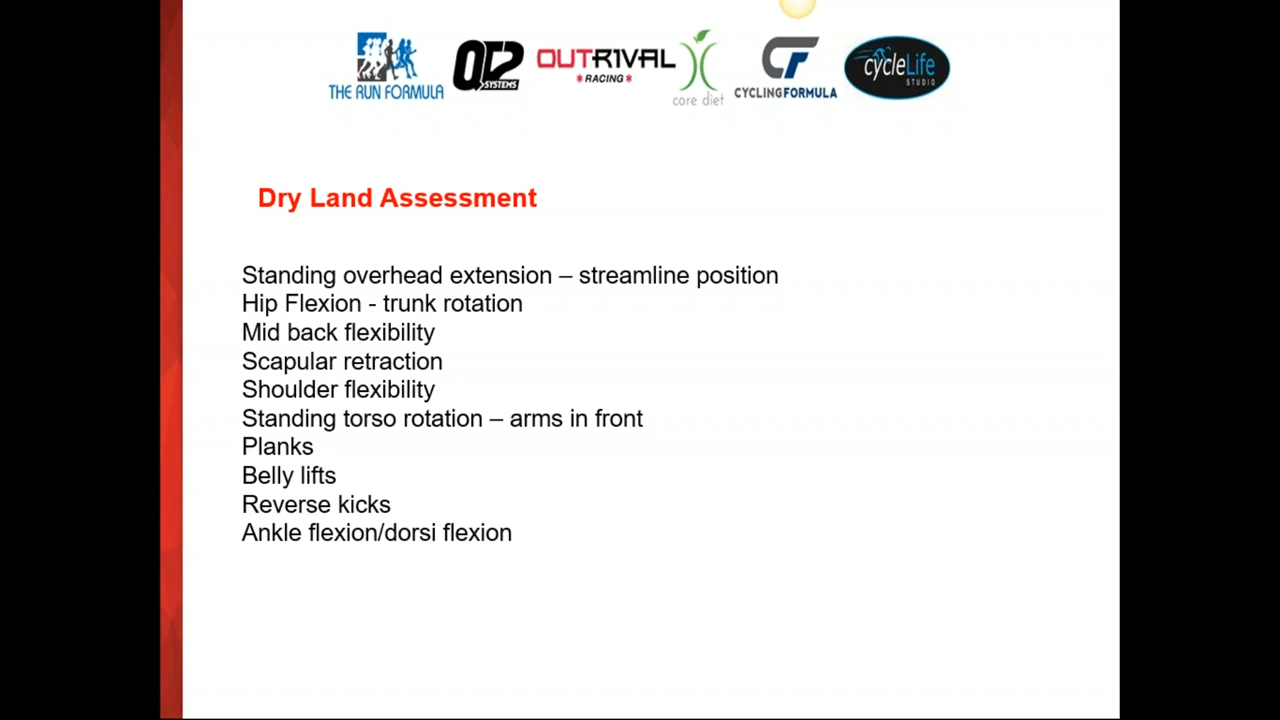 THE RUN FORMULA
QT2
SYSTEMS
OUTRIVAL
RACING
core diet
CF
CYCLINGFORMULA
cycleLife
STUDIO
Dry Land Assessment
Standing overhead extension – streamline position
Hip Flexion - trunk rotation
Mid back flexibility
Scapular retraction
Shoulder flexibility
Standing torso rotation – arms in front
Planks
Belly lifts
Reverse kicks
Ankle flexion/dorsi flexion